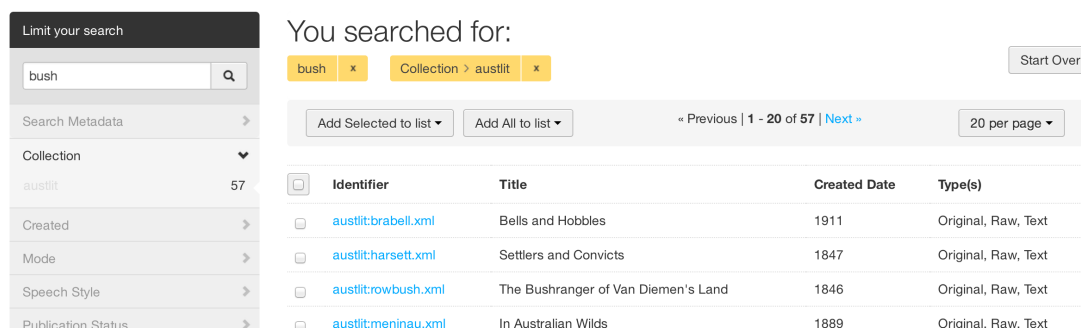 Limit your search
bush
Search Metadata
Collection
austlit 57
Created
Mode
Speech Style
Publication Status
You searched for:
bush x Collection > austlit x
Start Over
Add Selected to list Add All to list « Previous | 1 - 20 of 57 | Next » 20 per page
Identifier Title Created Date Type(s)
austlit:brabell.xml Bells and Hobbles 1911 Original, Raw, Text
austlit:harsett.xml Settlers and Convicts 1847 Original, Raw, Text
austlit:rowbush.xml The Bushranger of Van Diemen's Land 1846 Original, Raw, Text
austlit:meninau.xml In Australian Wilds 1889 Original, Raw, Text